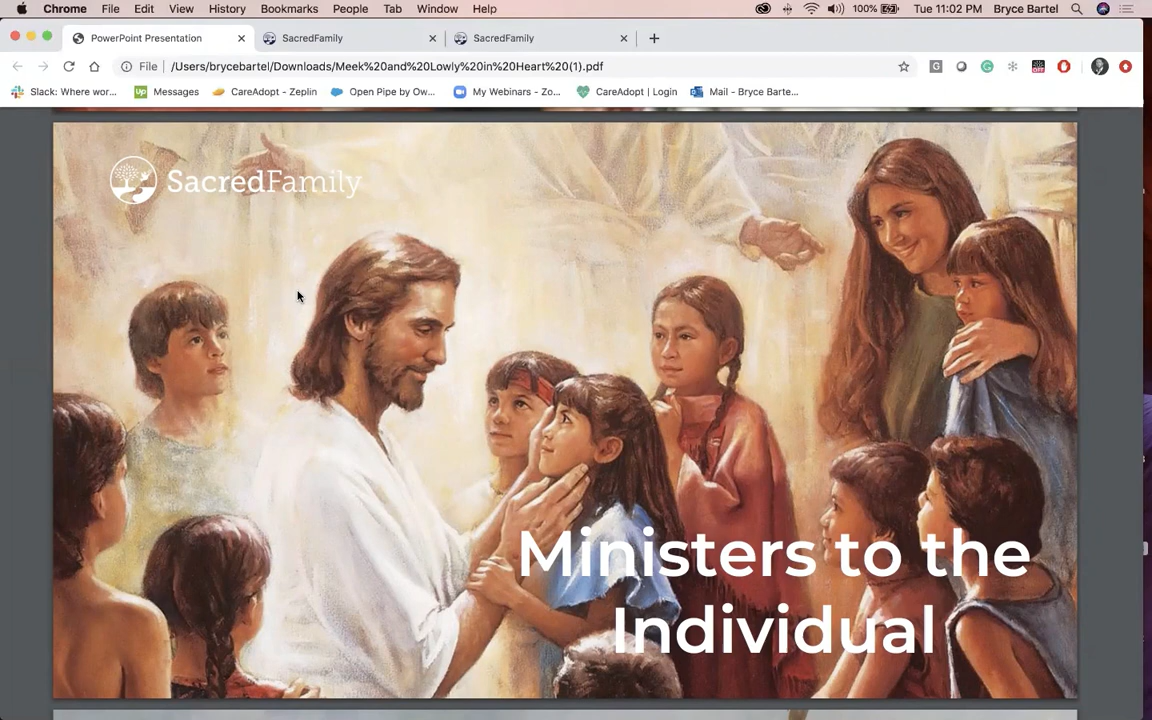 Chrome File Edit View History Bookmarks People Tab Window Help 100% Tue 11:02 PM Bryce Bartel
PowerPoint Presentation SacredFamily SacredFamily
File /Users/brycebartel/Downloads/Meek%20and%20Lowly%20in%20Heart%20(1).pdf
Slack: Where wor... Up Messages CareAdopt - Zeplin Open Pipe by Ow... My Webinars - Zo... CareAdopt | Login Mail - Bryce Barte...
SacredFamily
Ministers to the
Individual